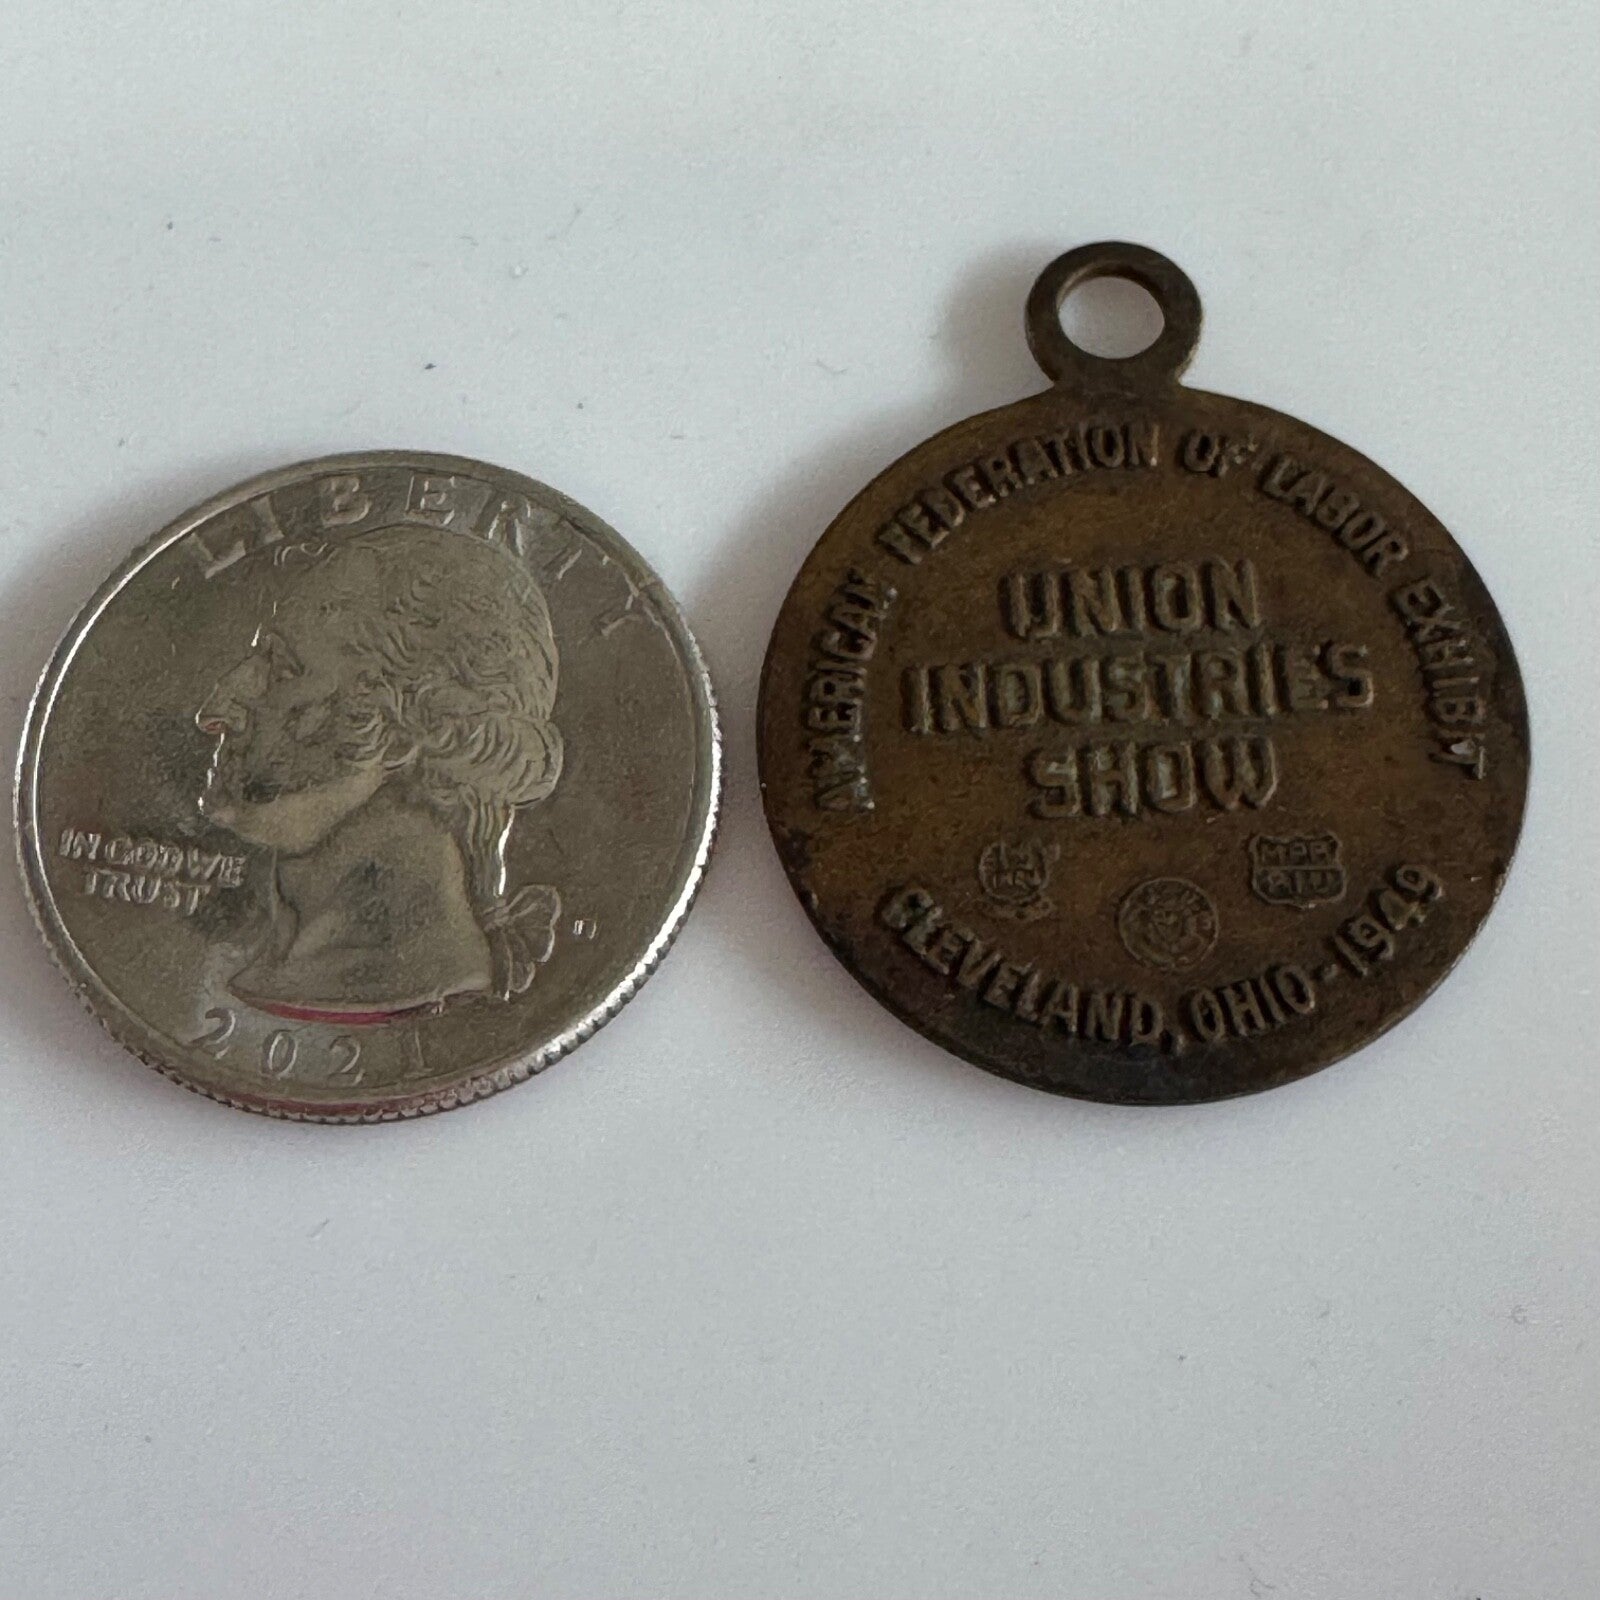 LIBERTY
IN GOD WE
TRUST
2021
AMERICAN FEDERATION OF LABOR EXHIBIT
UNION
INDUSTRIES
SHOW
CLEVELAND, OHIO-1949